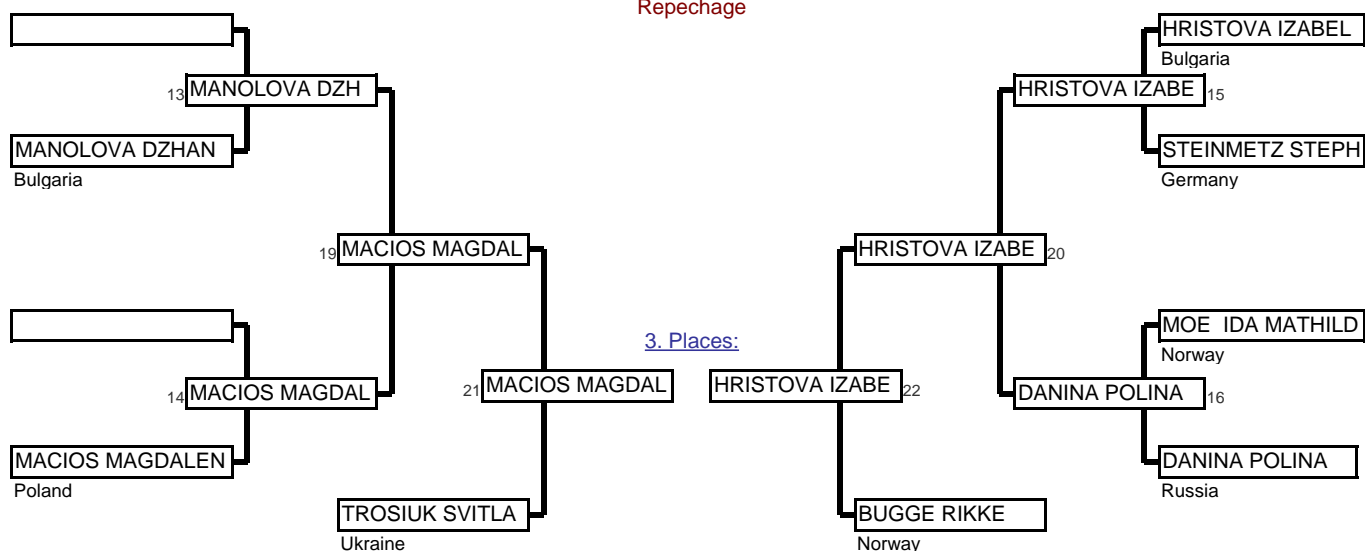 Repechage
HRISTOVA IZABEL
Bulgaria
13 MANOLOVA DZH
HRISTOVA IZABE 15
MANOLOVA DZHAN
Bulgaria
STEINMETZ STEPH
Germany
19 MACIOS MAGDAL
HRISTOVA IZABE 20
MOE IDA MATHILD
Norway
3. Places:
14 MACIOS MAGDAL
21 MACIOS MAGDAL
HRISTOVA IZABE 22
DANINA POLINA 16
MACIOS MAGDALEN
Poland
DANINA POLINA
Russia
TROSIUK SVITLA
Ukraine
BUGGE RIKKE
Norway